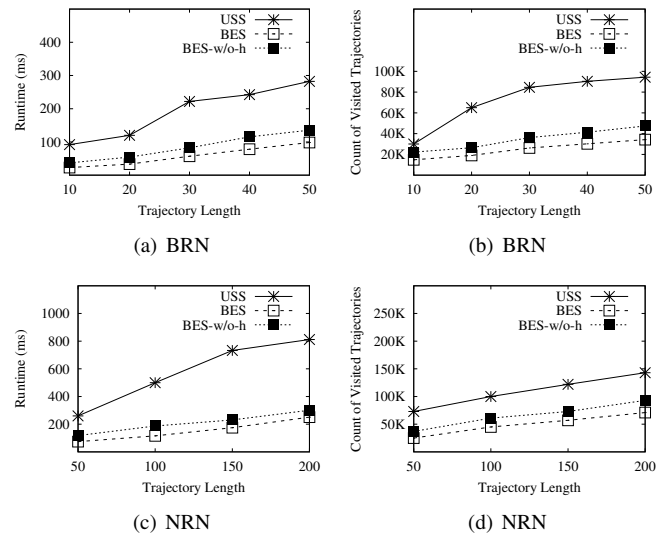 USS
BES
BES-w/o-h
500
400
300
200
100
Runtime (ms)
10 20 30 40 50
Trajectory Length
(a) BRN
USS
BES
BES-w/o-h
100K
80K
60K
40K
20K
Count of Visited Trajectories
10 20 30 40 50
Trajectory Length
(b) BRN
USS
BES
BES-w/o-h
1000
800
600
400
200
Runtime (ms)
50 100 150 200
Trajectory Length
(c) NRN
USS
BES
BES-w/o-h
250K
200K
150K
100K
50K
Count of Visited Trajectories
50 100 150 200
Trajectory Length
(d) NRN